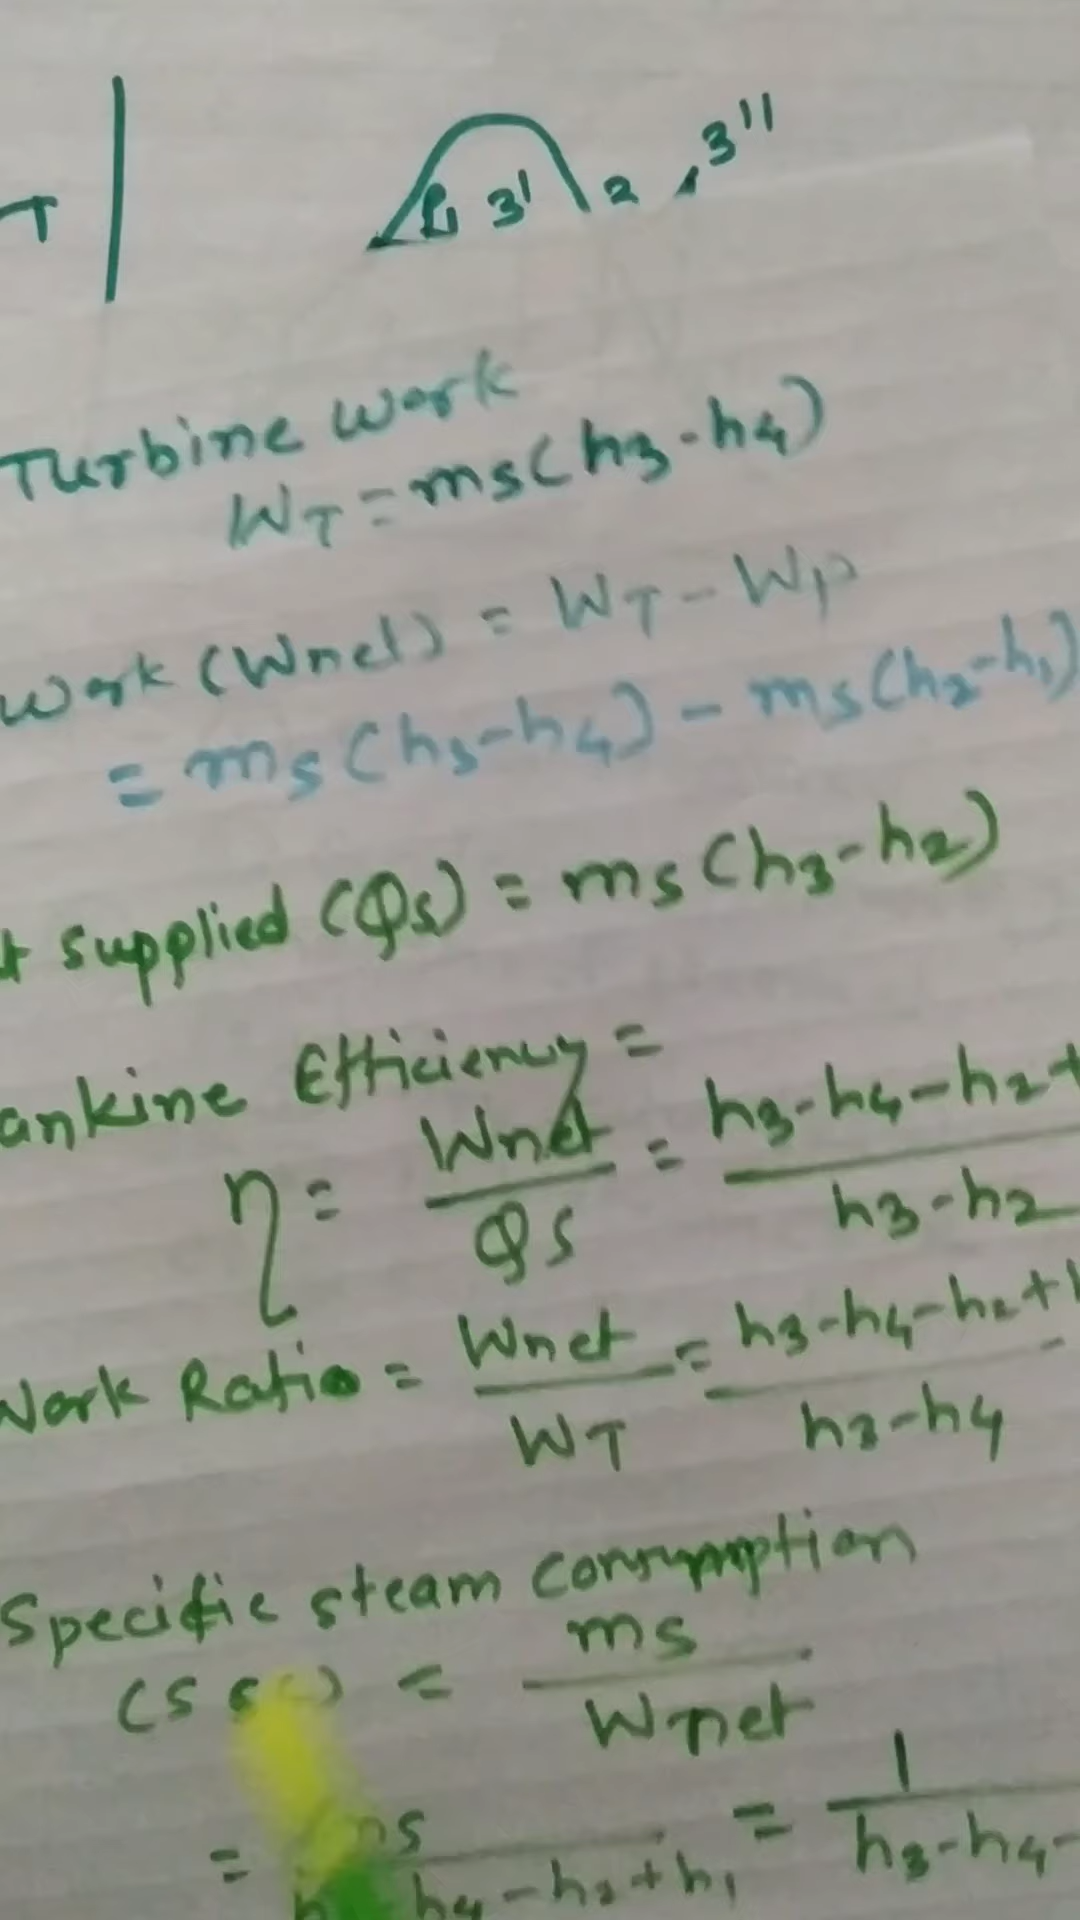 T
3' 2 3''
Turbine work
WT = ms(h3-h4)
work (Wnet) = WT - Wp
= ms(h3-h4) - ms(h2-h1)
t supplied (Qs) = ms(h3-h2)
ankine Efficiency =
η = Wnet/Qs = h3-h4-h2+/h3-h2
Work Ratio = Wnet/WT = h3-h4-h2+h/h3-h4
Specific steam consumption
(SSC) = ms/Wnet
= ms/h4-h2+h1 = 1/h3-h4-